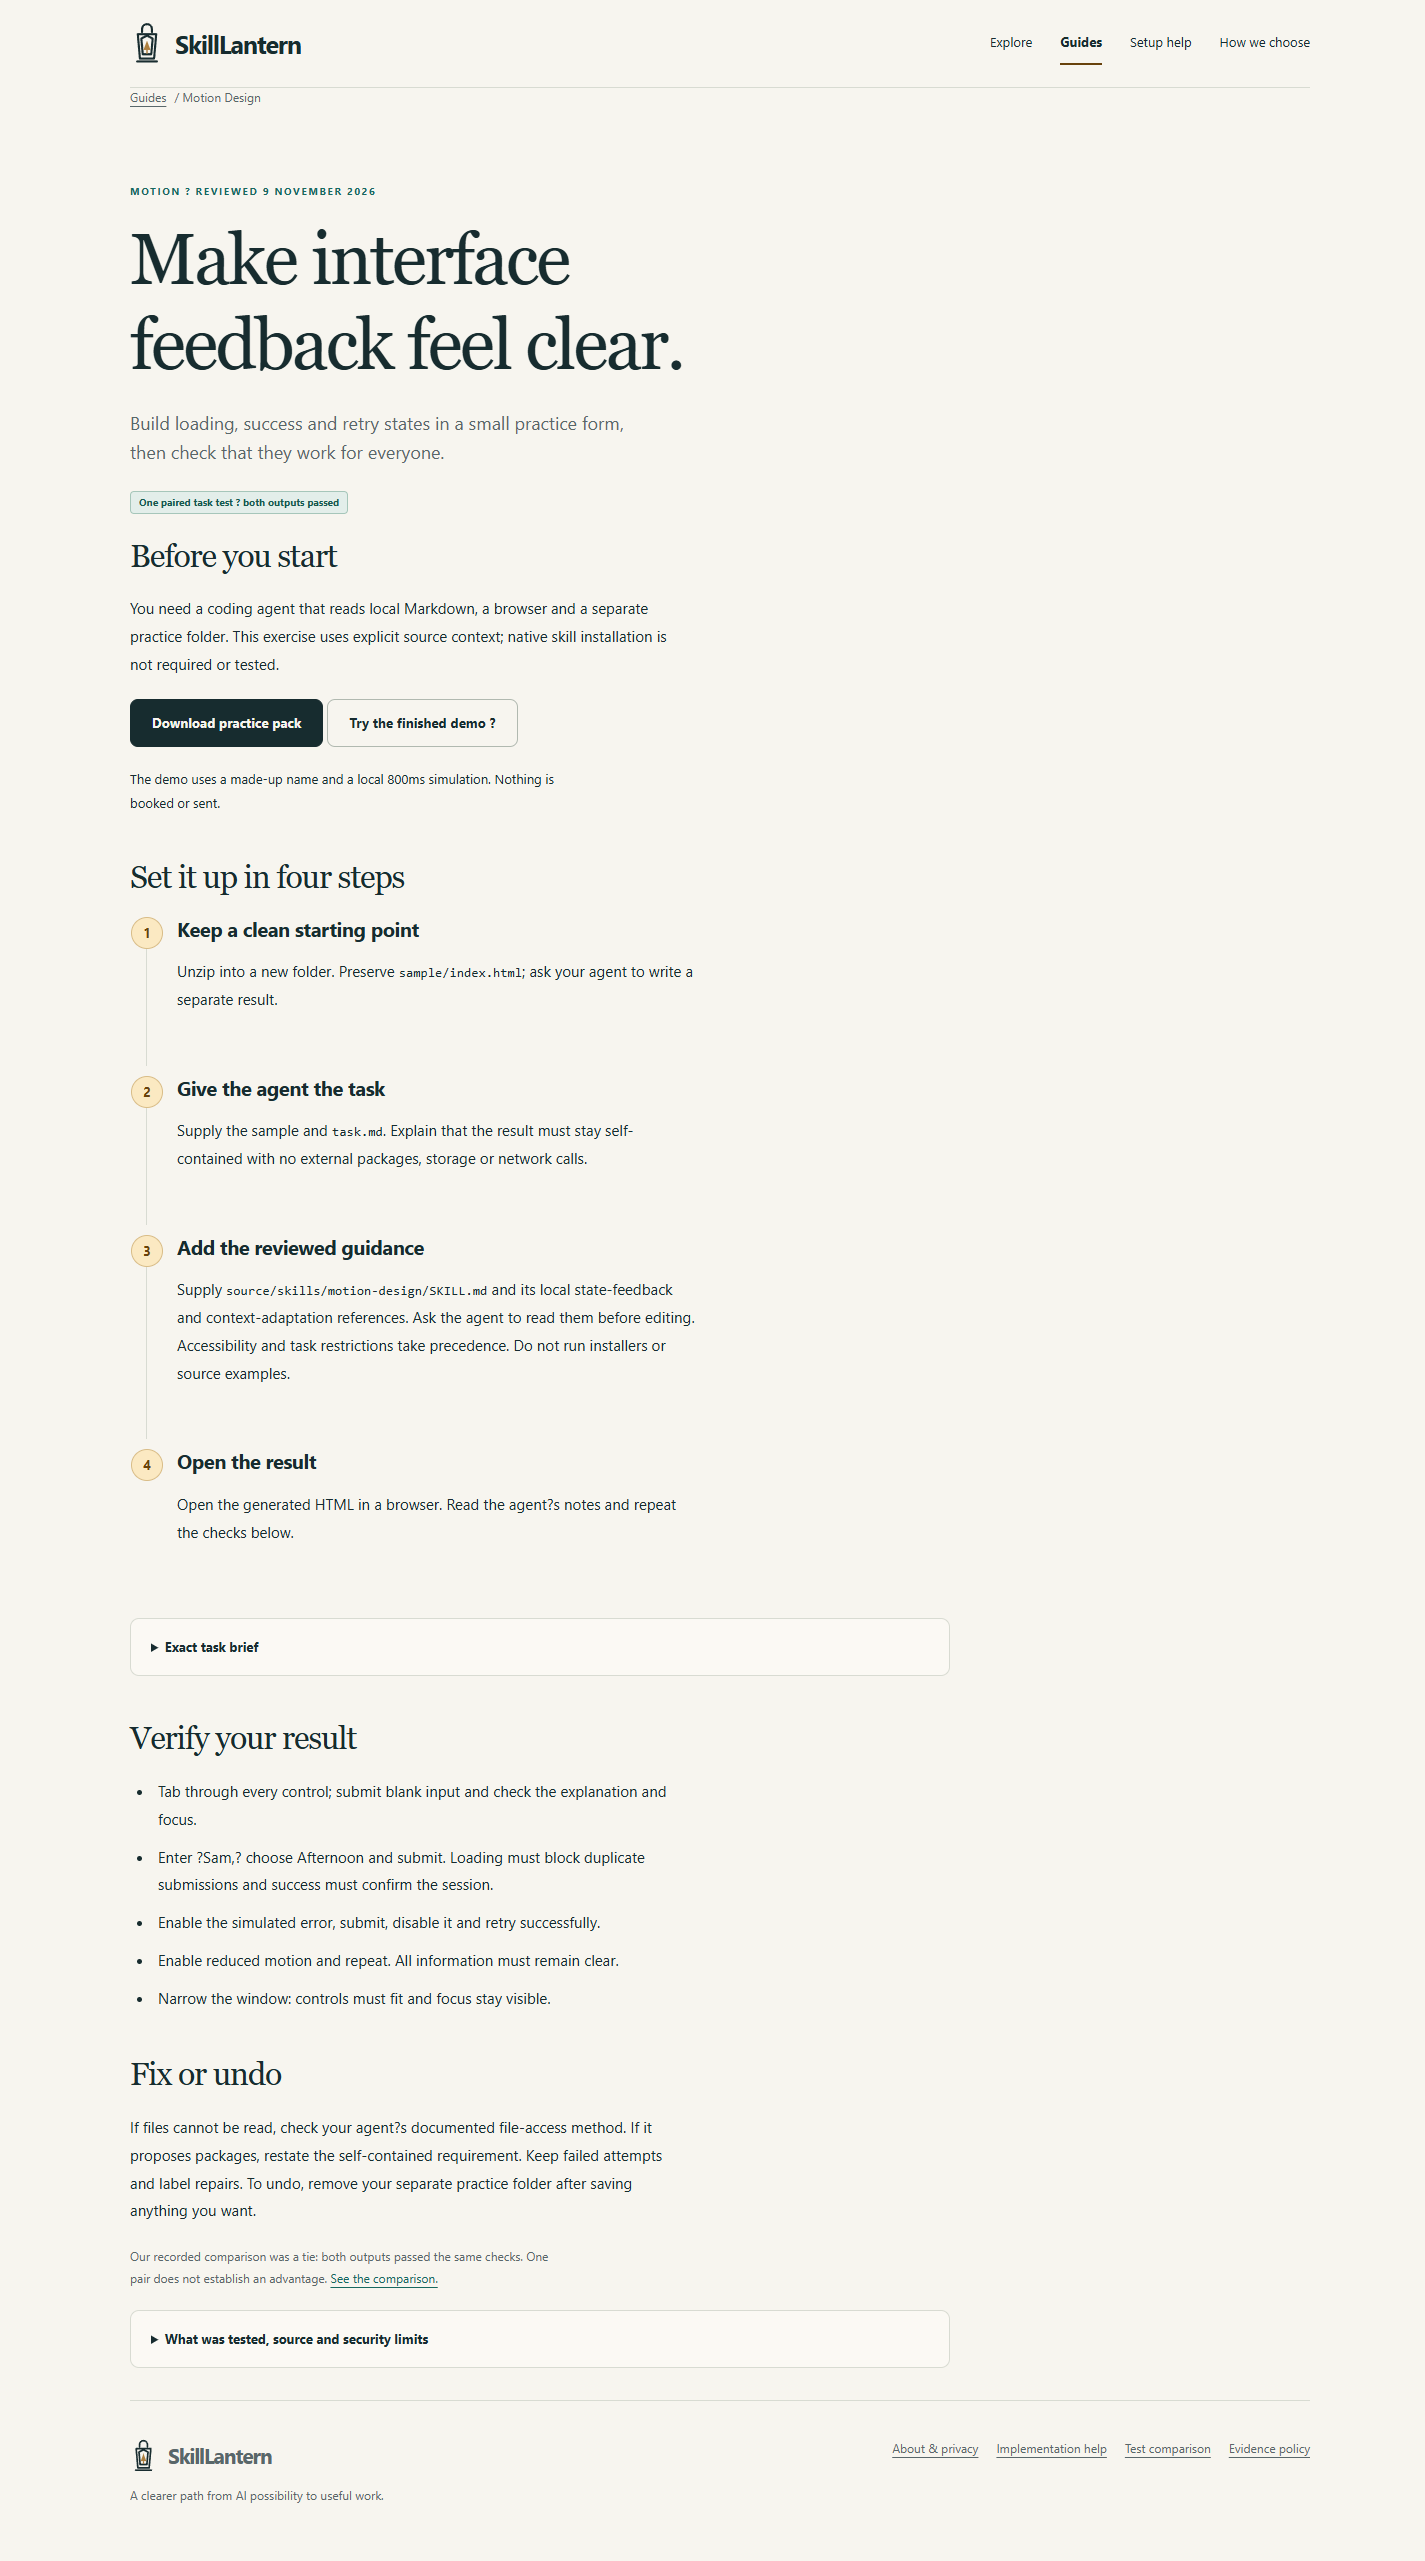 SkillLantern
Explore Guides Setup help How we choose
Guides / Motion Design
MOTION ? REVIEWED 9 NOVEMBER 2026
Make interface
feedback feel clear.
Build loading, success and retry states in a small practice form,
then check that they work for everyone.
One paired task test ? both outputs passed
Before you start
You need a coding agent that reads local Markdown, a browser and a separate
practice folder. This exercise uses explicit source context; native skill installation is
not required or tested.
Download practice pack Try the finished demo ?
The demo uses a made-up name and a local 800ms simulation. Nothing is
booked or sent.
Set it up in four steps
1 Keep a clean starting point
Unzip into a new folder. Preserve sample/index.html; ask your agent to write a
separate result.
2 Give the agent the task
Supply the sample and task.md. Explain that the result must stay self-
contained with no external packages, storage or network calls.
3 Add the reviewed guidance
Supply source/skills/motion-design/SKILL.md and its local state-feedback
and context-adaptation references. Ask the agent to read them before editing.
Accessibility and task restrictions take precedence. Do not run installers or
source examples.
4 Open the result
Open the generated HTML in a browser. Read the agent?s notes and repeat
the checks below.
Exact task brief
Verify your result
Tab through every control; submit blank input and check the explanation and
focus.
Enter ?Sam,? choose Afternoon and submit. Loading must block duplicate
submissions and success must confirm the session.
Enable the simulated error, submit, disable it and retry successfully.
Enable reduced motion and repeat. All information must remain clear.
Narrow the window: controls must fit and focus stay visible.
Fix or undo
If files cannot be read, check your agent?s documented file-access method. If it
proposes packages, restate the self-contained requirement. Keep failed attempts
and label repairs. To undo, remove your separate practice folder after saving
anything you want.
Our recorded comparison was a tie: both outputs passed the same checks. One
pair does not establish an advantage. See the comparison.
What was tested, source and security limits
SkillLantern
About & privacy Implementation help Test comparison Evidence policy
A clearer path from AI possibility to useful work.